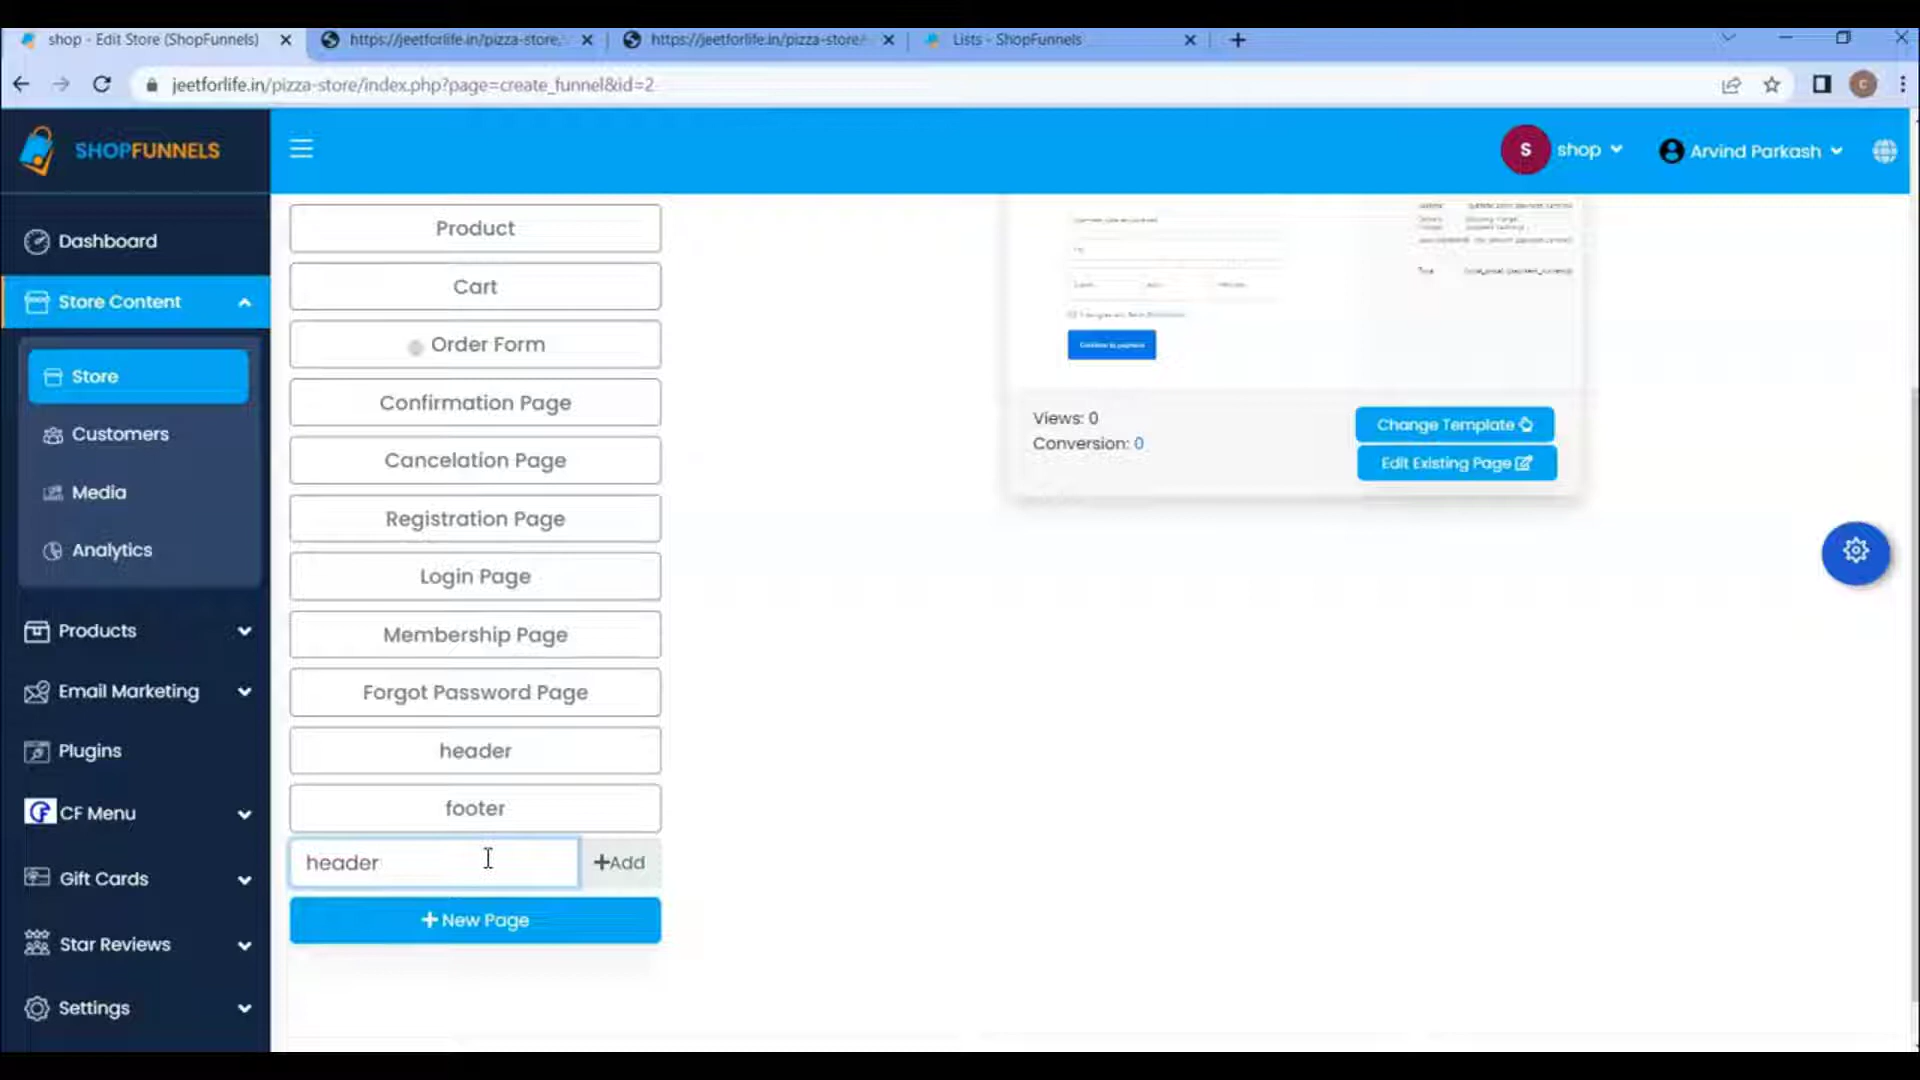 shop - Edit Store (ShopFunnels)
https://jeetforlife.in/pizza-store,
https://jeetforlife.in/pizza-store/
Lists - ShopFunnels
jeetforlife.in/pizza-store/index.php?page=create_funnel&id=2
SHOPFUNNELS
S
shop
Arvind Parkash
Dashboard
Store Content
Store
Customers
Media
Analytics
Products
Email Marketing
Plugins
CF Menu
Gift Cards
Star Reviews
Settings
Product
Cart
Order Form
Confirmation Page
Cancelation Page
Registration Page
Login Page
Membership Page
Forgot Password Page
header
footer
header
+Add
+ New Page
Continue to payment
Total
Views: 0
Conversion: 0
Change Template
Edit Existing Page